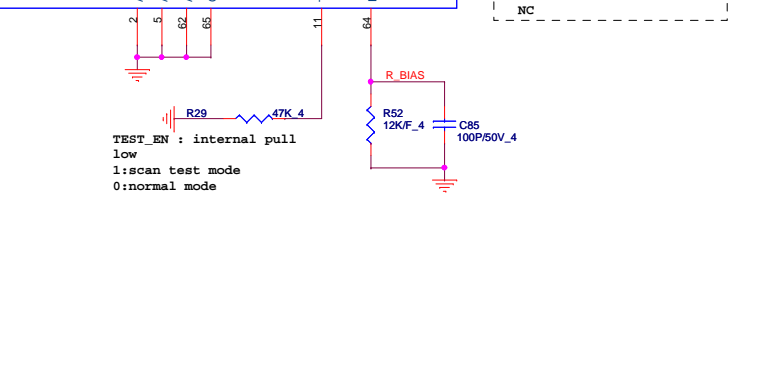 NC
2
5
62
65
11
64
R_BIAS
R29
47K_4
R52
12K/F_4
C85
100P/50V_4
TEST_EN : internal pull
low
1:scan test mode
0:normal mode